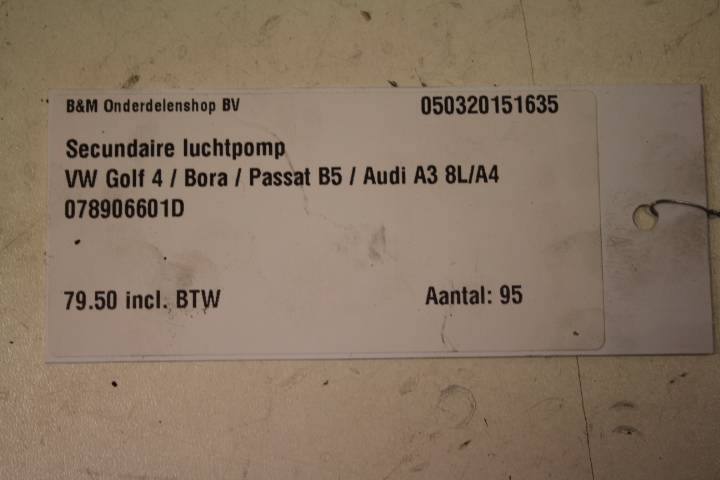 B&M Onderdelenshop BV 050320151635
Secundaire luchtpomp
VW Golf 4 / Bora / Passat B5 / Audi A3 8L/A4
078906601D
79.50 incl. BTW Aantal: 95